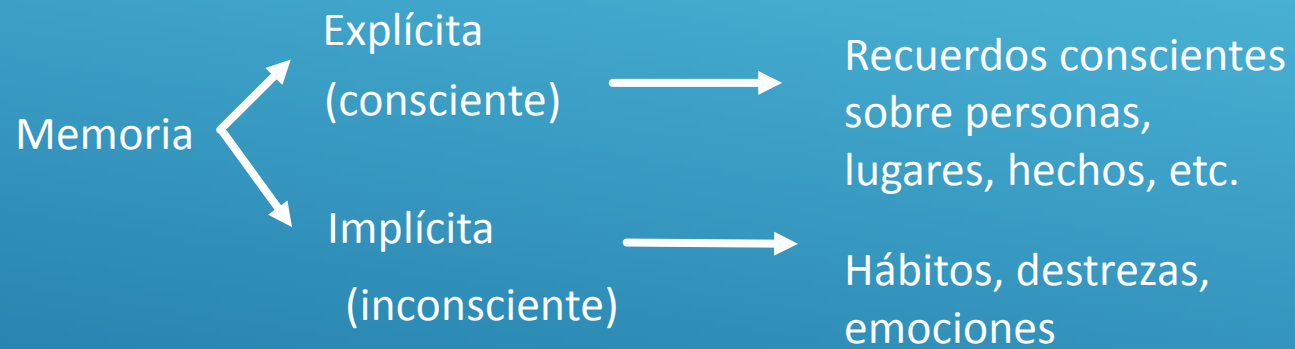 Memoria
Explícita
(consciente)
Recuerdos conscientes
sobre personas,
lugares, hechos, etc.
Implícita
(inconsciente)
Hábitos, destrezas,
emociones